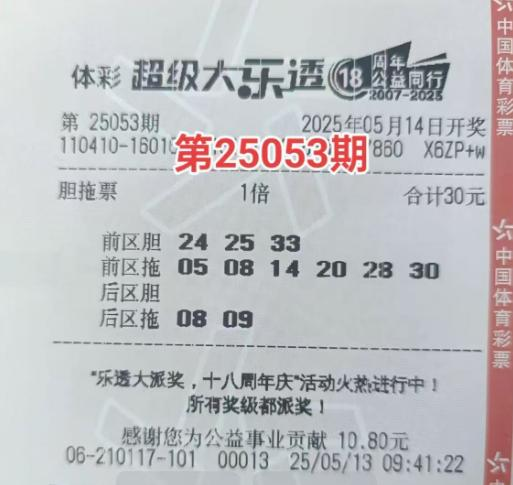 体彩 超级大乐透 18 周年 公益同行 2007-2025
第 25053期 2025年05月14日开奖
110410-16010 7860 X6ZP+w
第25053期
胆拖票 1倍 合计30元
前区胆 24 25 33
前区拖 05 08 14 20 28 30
后区胆
后区拖 08 09
“乐透大派奖，十八周年庆”活动火热进行中！
所有奖级都派奖！
感谢您为公益事业贡献 10.80元
06-210117-101 00013 25/05/13 09:41:22
中国体育彩票
中国体育彩票